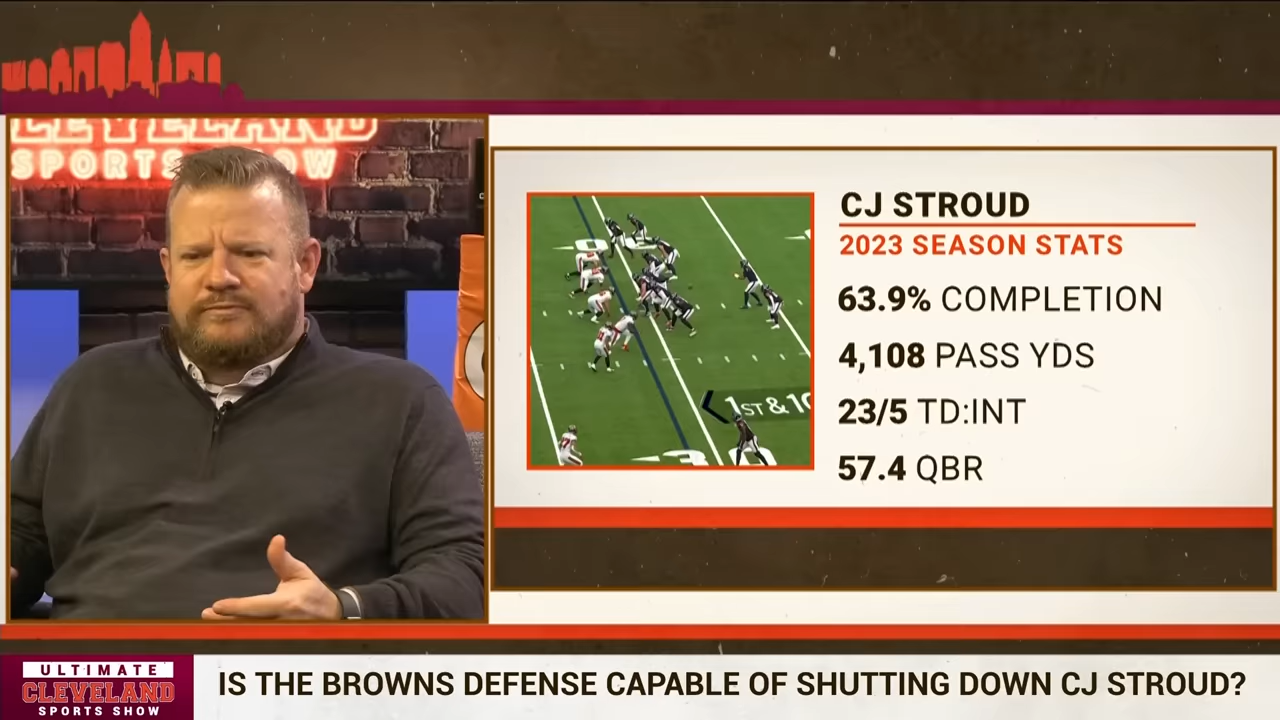 CLEVELAND
SPORTS SHOW
CJ STROUD
2023 SEASON STATS
63.9% COMPLETION
4,108 PASS YDS
23/5 TD:INT
57.4 QBR
1ST & 10
3 0
ULTIMATE
CLEVELAND
SPORTS SHOW
IS THE BROWNS DEFENSE CAPABLE OF SHUTTING DOWN CJ STROUD?